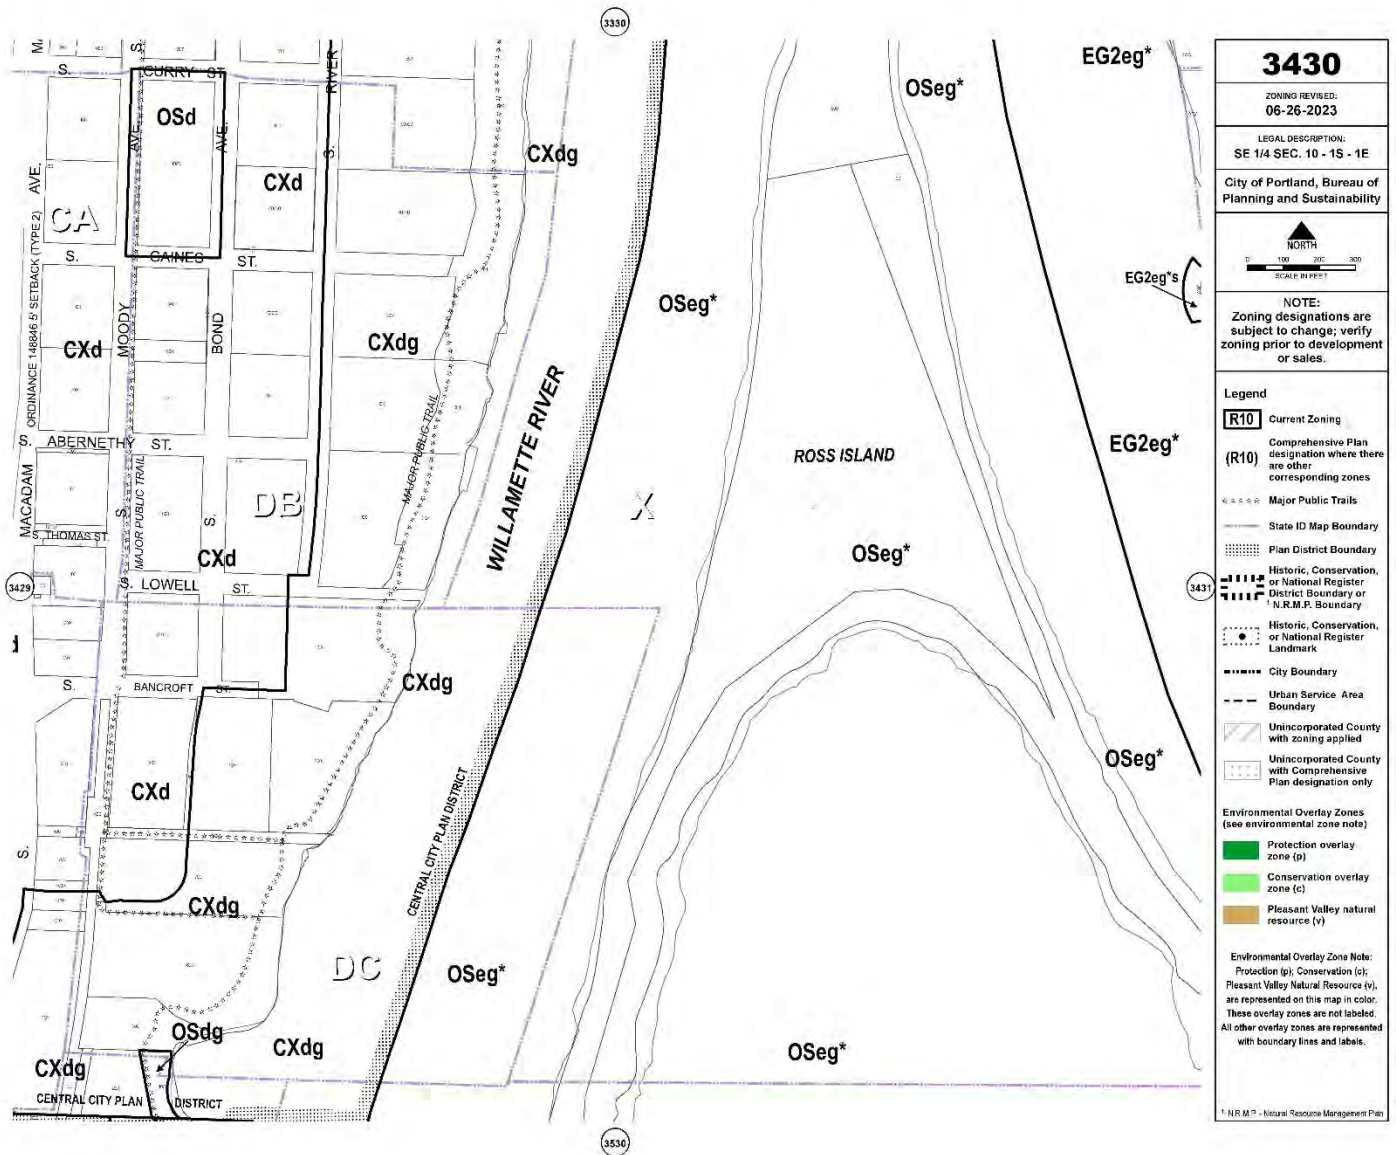 3330
S.
CURRY ST.
S.
RIVER
S.
AVE.
AVE.
OSd
CXd
CXdg
OSeg*
EG2eg*
AVE.
CA
S.
GAINES
ST.
ORDINANCE 148846 5' SETBACK (TYPE 2)
CXd
MOODY
BOND
CXdg
OSeg*
EG2eg*s
MAJOR PUBLIC TRAIL
WILLAMETTE RIVER
S. ABERNETHY ST.
MACADAM
S.
MAJOR PUBLIC TRAIL
S.
DB
X
ROSS ISLAND
EG2eg*
OSeg*
S. THOMAS ST.
CXd
3429
S. LOWELL ST.
3431
S.
BANCROFT ST.
CXdg
OSeg*
CXd
CENTRAL CITY PLAN DISTRICT
S.
CXdg
DC
OSeg*
OSdg
CXdg
CXdg
OSeg*
CENTRAL CITY PLAN DISTRICT
3530
3430
ZONING REVISED:
06-26-2023
LEGAL DESCRIPTION:
SE 1/4 SEC. 10 - 1S - 1E
City of Portland, Bureau of
Planning and Sustainability
NORTH
0 100 200 300
SCALE IN FEET
NOTE:
Zoning designations are
subject to change; verify
zoning prior to development
or sales.
Legend
R10 Current Zoning
(R10) Comprehensive Plan
designation where there
are other
corresponding zones
Major Public Trails
State ID Map Boundary
Plan District Boundary
Historic, Conservation,
or National Register
District Boundary or
¹ N.R.M.P. Boundary
Historic, Conservation,
or National Register
Landmark
City Boundary
Urban Service Area
Boundary
Unincorporated County
with zoning applied
Unincorporated County
with Comprehensive
Plan designation only
Environmental Overlay Zones
(see environmental zone note)
Protection overlay
zone (p)
Conservation overlay
zone (c)
Pleasant Valley natural
resource (v)
Environmental Overlay Zone Note:
Protection (p); Conservation (c);
Pleasant Valley Natural Resource (v),
are represented on this map in color.
These overlay zones are not labeled.
All other overlay zones are represented
with boundary lines and labels.
¹ N.R.M.P. - Natural Resource Management Plan